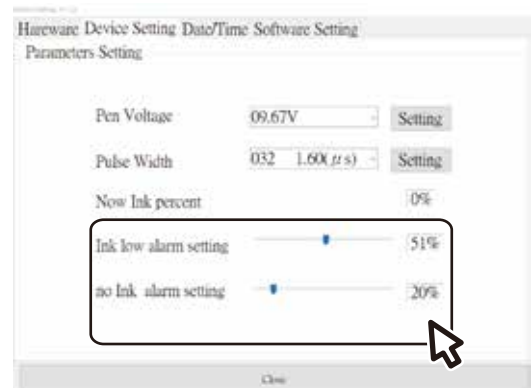 Hareware Device Setting Date/Time Software Setting
Parameters Setting
Pen Voltage 09.67V Setting
Pulse Width 032 1.60(μs) Setting
Now Ink percent 0%
Ink low alarm setting 51%
no Ink alarm setting 20%
Close